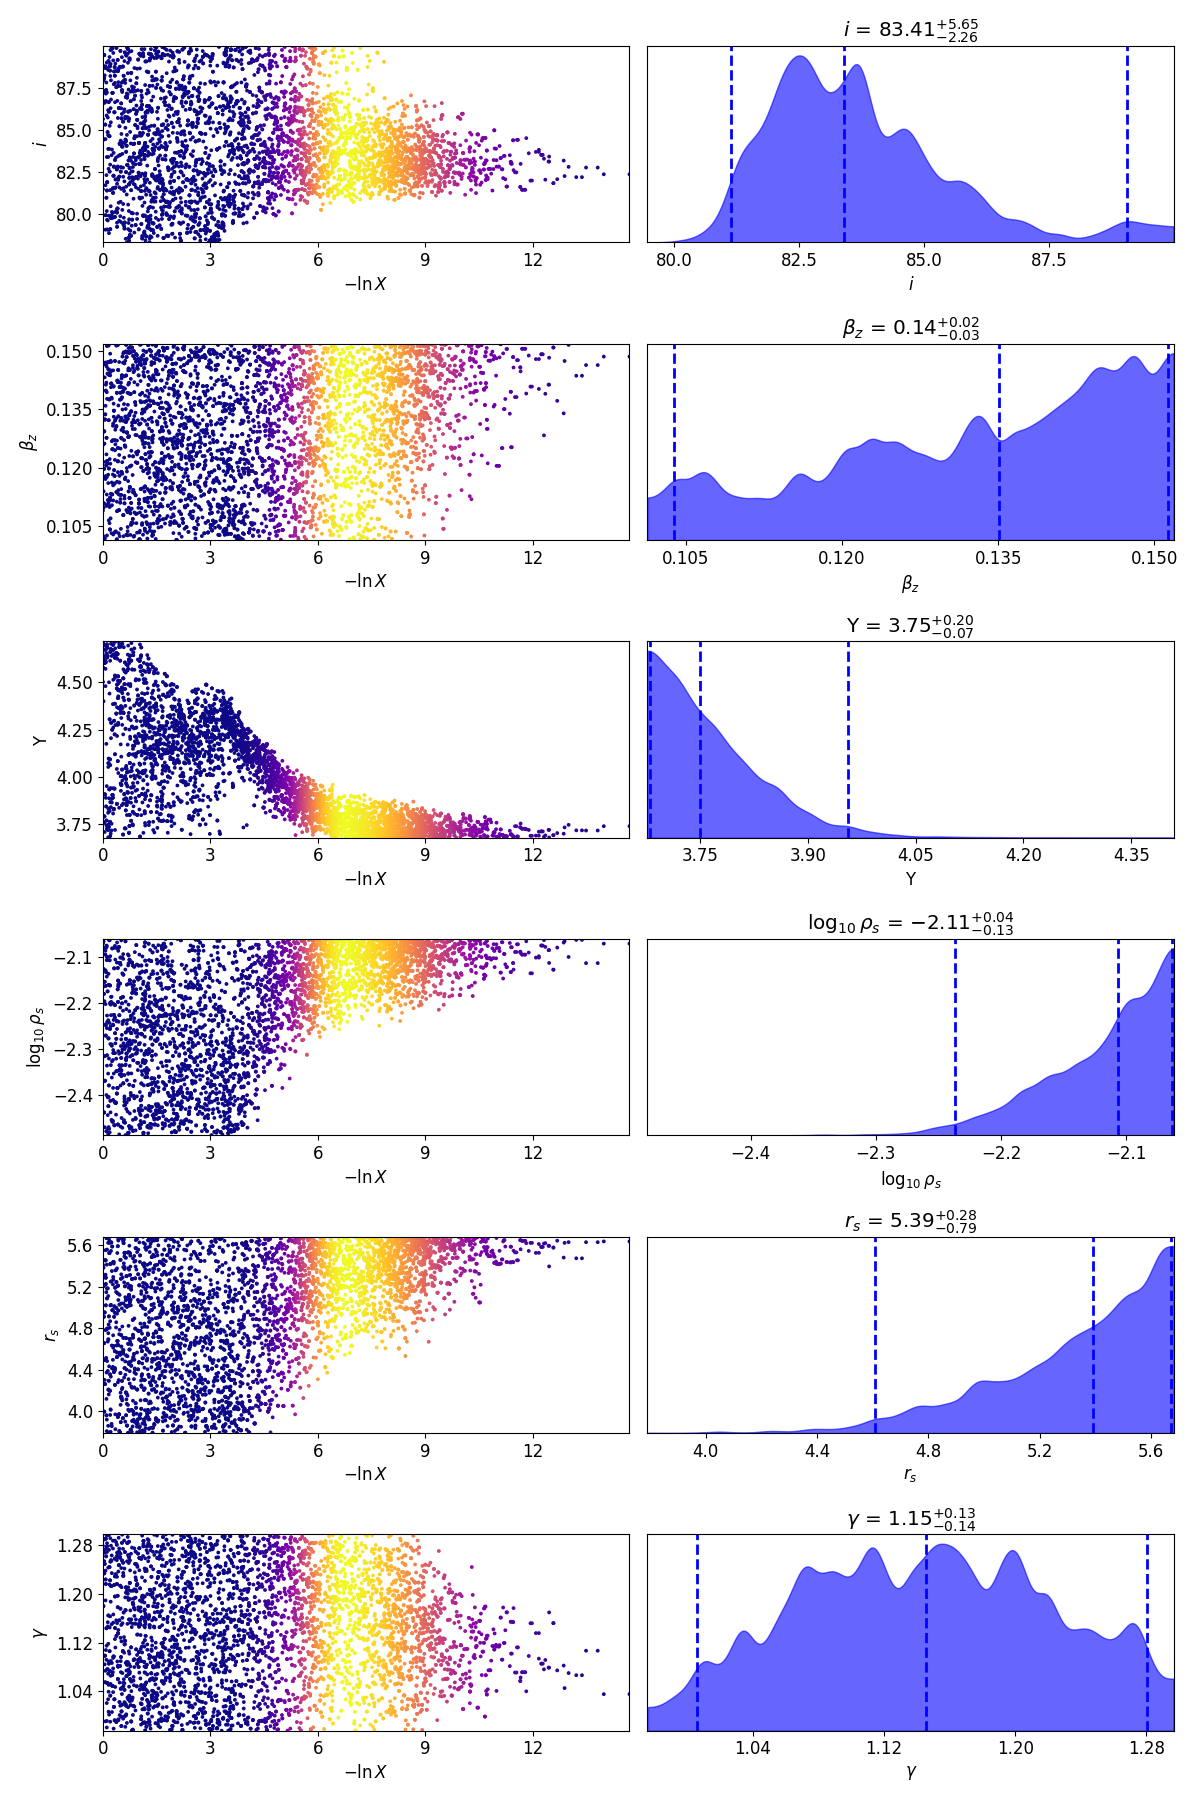 i = 83.41+5.65−2.26
87.5
85.0
82.5
80.0
i
0 3 6 9 12
−ln X
80.0 82.5 85.0 87.5
i
βz = 0.14+0.02−0.03
0.150
0.135
0.120
0.105
βz
0 3 6 9 12
−ln X
0.105 0.120 0.135 0.150
βz
Y = 3.75+0.20−0.07
4.50
4.25
4.00
3.75
Y
0 3 6 9 12
−ln X
3.75 3.90 4.05 4.20 4.35
Y
log10 ρs = −2.11+0.04−0.13
−2.1
−2.2
−2.3
−2.4
log10 ρs
0 3 6 9 12
−ln X
−2.4 −2.3 −2.2 −2.1
log10 ρs
rs = 5.39+0.28−0.79
5.6
5.2
4.8
4.4
4.0
rs
0 3 6 9 12
−ln X
4.0 4.4 4.8 5.2 5.6
rs
γ = 1.15+0.13−0.14
1.28
1.20
1.12
1.04
γ
0 3 6 9 12
−ln X
1.04 1.12 1.20 1.28
γ